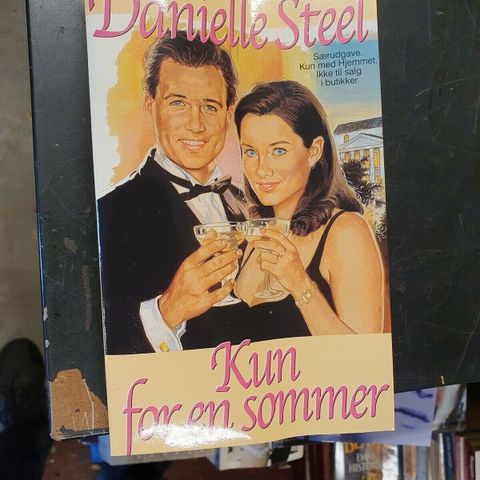 Danielle Steel
Særudgave.
Kun med Hjemmet.
Ikke til salg
i butikker
Kun
for en sommer